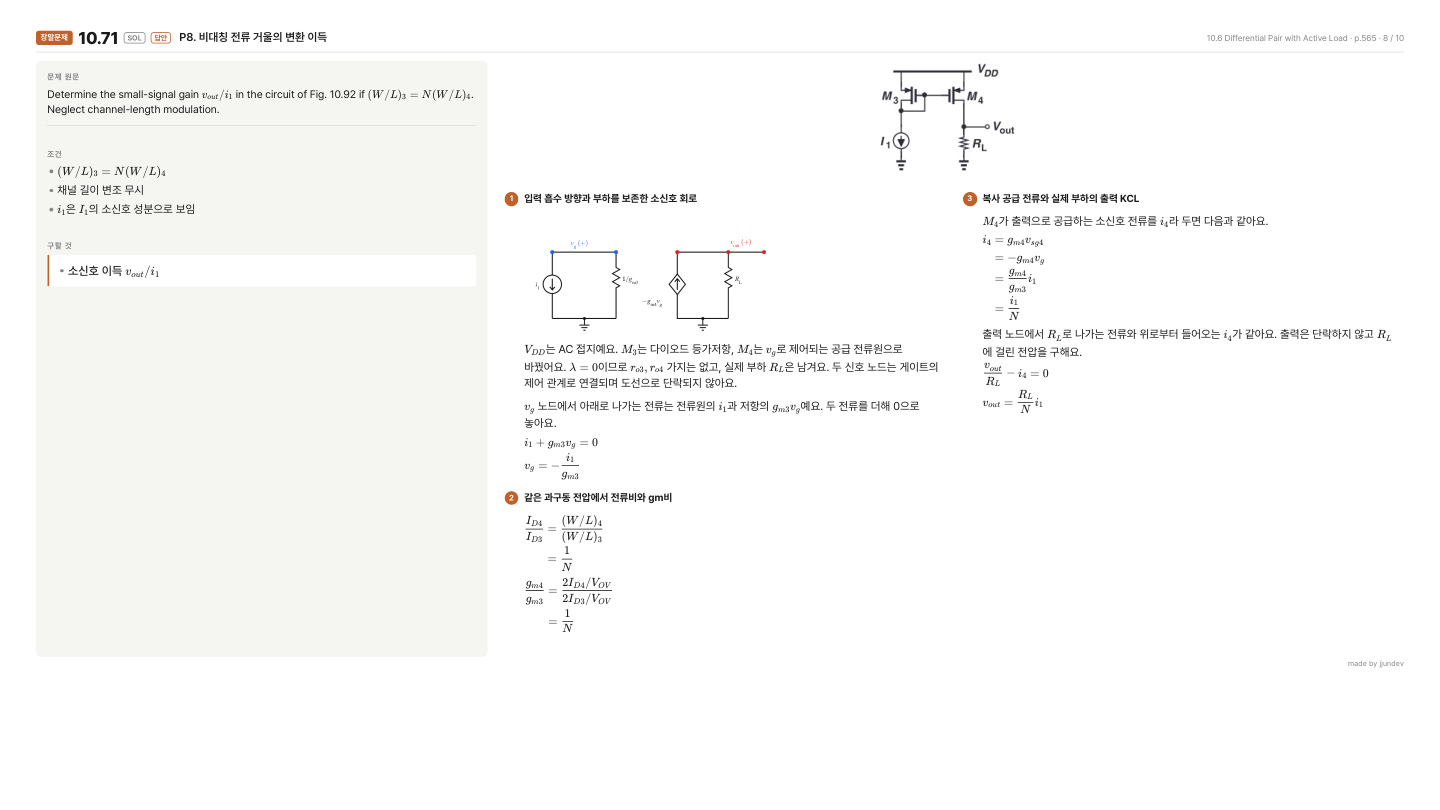 장말문제 10.71 SOL 답안 P8. 비대칭 전류 거울의 변환 이득
10.6 Differential Pair with Active Load · p.565 · 8 / 10
문제 원문
Determine the small-signal gain v_out/i_1 in the circuit of Fig. 10.92 if (W/L)_3 = N(W/L)_4.
Neglect channel-length modulation.
조건
• (W/L)_3 = N(W/L)_4
• 채널 길이 변조 무시
• i_1은 I_1의 소신호 성분으로 보임
구할 것
• 소신호 이득 v_out/i_1
V_DD
M_3 M_4
V_out
I_1 R_L
1 입력 흡수 방향과 부하를 보존한 소신호 회로
v_g (+) v_out (+)
i_1 1/g_m3 -g_m4 v_g R_L
V_DD는 AC 접지예요. M_3는 다이오드 등가저항, M_4는 v_g로 제어되는 공급 전류원으로
바꿨어요. λ = 0이므로 r_o3, r_o4 가지는 없고, 실제 부하 R_L은 남겨요. 두 신호 노드는 게이트의
제어 관계로 연결되며 도선으로 단락되지 않아요.
v_g 노드에서 아래로 나가는 전류는 전류원의 i_1과 저항의 g_m3 v_g예요. 두 전류를 더해 0으로
놓아요.
i_1 + g_m3 v_g = 0
v_g = -i_1/g_m3
2 같은 과구동 전압에서 전류비와 gm비
I_D4/I_D3 = (W/L)_4/(W/L)_3
= 1/N
g_m4/g_m3 = (2I_D4/V_OV)/(2I_D3/V_OV)
= 1/N
3 복사 공급 전류와 실제 부하의 출력 KCL
M_4가 출력으로 공급하는 소신호 전류를 i_4라 두면 다음과 같아요.
i_4 = g_m4 v_sg4
= -g_m4 v_g
= (g_m4/g_m3) i_1
= i_1/N
출력 노드에서 R_L로 나가는 전류와 위로부터 들어오는 i_4가 같아요. 출력은 단락하지 않고 R_L
에 걸린 전압을 구해요.
v_out/R_L - i_4 = 0
v_out = (R_L/N) i_1
made by jjundev